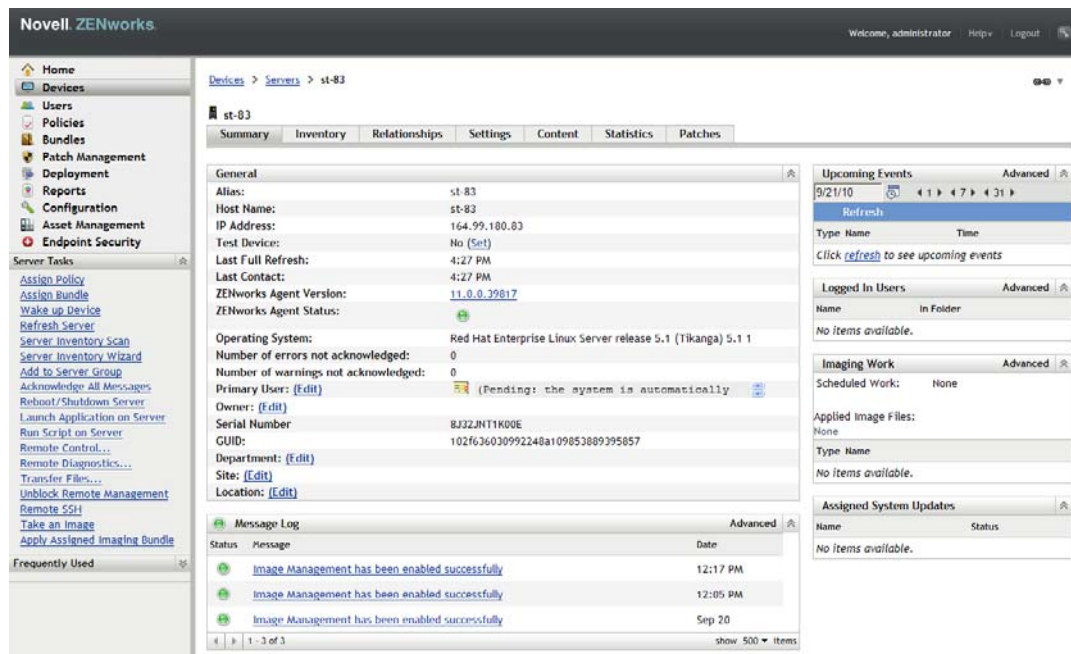 Novell ZENworks
Welcome, administrator Help Logout
Home
Devices
Users
Policies
Bundles
Patch Management
Deployment
Reports
Configuration
Asset Management
Endpoint Security
Server Tasks
Assign Policy
Assign Bundle
Wake up Device
Refresh Server
Server Inventory Scan
Server Inventory Wizard
Add to Server Group
Acknowledge All Messages
Reboot/Shutdown Server
Launch Application on Server
Run Script on Server
Remote Control...
Remote Diagnostics...
Transfer Files...
Unblock Remote Management
Remote SSH
Take an Image
Apply Assigned Imaging Bundle
Frequently Used
Devices > Servers > st-83
st-83
Summary Inventory Relationships Settings Content Statistics Patches
General
Alias: st-83
Host Name: st-83
IP Address: 164.99.180.83
Test Device: No (Set)
Last Full Refresh: 4:27 PM
Last Contact: 4:27 PM
ZENworks Agent Version: 11.0.0.39817
ZENworks Agent Status:
Operating System: Red Hat Enterprise Linux Server release 5.1 (Tikanga) 5.1 1
Number of errors not acknowledged: 0
Number of warnings not acknowledged: 0
Primary User: (Edit) (Pending: the system is automatically
Owner: (Edit)
Serial Number 8J32JNT1K00E
GUID: 102f636030992248a109853889395857
Department: (Edit)
Site: (Edit)
Location: (Edit)
Message Log Advanced
Status Message Date
Image Management has been enabled successfully 12:17 PM
Image Management has been enabled successfully 12:05 PM
Image Management has been enabled successfully Sep 20
1 - 3 of 3 show 500 items
Upcoming Events Advanced
9/21/10 1 7 31
Refresh
Type Name Time
Click refresh to see upcoming events
Logged In Users Advanced
Name In Folder
No items available.
Imaging Work Advanced
Scheduled Work: None
Applied Image Files:
None
Type Name
No items available.
Assigned System Updates
Name Status
No items available.